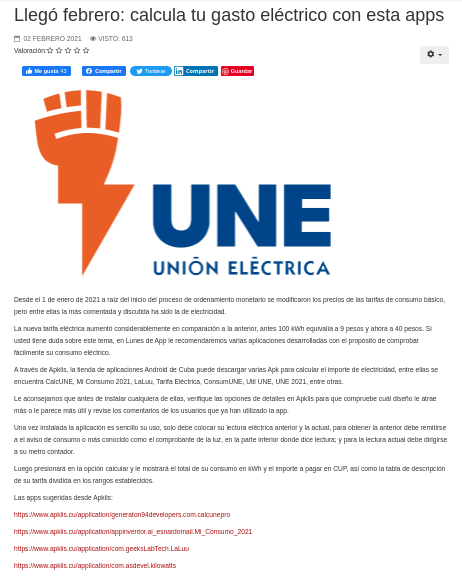 Llegó febrero: calcula tu gasto eléctrico con esta apps
02 FEBRERO 2021 VISTO: 613
Valoración:
Me gusta 43 Compartir Twittear Compartir Guardar
UNE
UNIÓN ELÉCTRICA
Desde el 1 de enero de 2021 a raíz del inicio del proceso de ordenamiento monetario se modificaron los precios de las tarifas de consumo básico,
pero entre ellas la más comentada y discutida ha sido la de electricidad.
La nueva tarifa eléctrica aumentó considerablemente en comparación a la anterior, antes 100 kWh equivalía a 9 pesos y ahora a 40 pesos. Si
usted tiene duda sobre este tema, en Lunes de App le recomendaremos varias aplicaciones desarrolladas con el propósito de comprobar
fácilmente su consumo eléctrico.
A través de Apklis, la tienda de aplicaciones Android de Cuba puede descargar varias Apk para calcular el importe de electricidad, entre ellas se
encuentra CalcUNE, Mi Consumo 2021, LaLuu, Tarifa Eléctrica, ConsumUNE, Util UNE, UNE 2021, entre otras.
Le aconsejamos que antes de instalar cualquiera de ellas, verifique las opciones de detalles en Apklis para que compruebe cuál diseño le atrae
más o le parece más útil y revise los comentarios de los usuarios que ya han utilizado la app.
Una vez instalada la aplicación es sencillo su uso, solo debe colocar su lectura eléctrica anterior y la actual, para obtener la anterior debe remitirse
a el aviso de consumo o más conocido como el comprobante de la luz, en la parte inferior donde dice lectura; y para la lectura actual debe dirigirse
a su metro contador.
Luego presionará en la opción calcular y le mostrará el total de su consumo en kWh y el importe a pagar en CUP, así como la tabla de descripción
de su tarifa dividida en los rangos establecidos.
Las apps sugeridas desde Apklis:
https://www.apklis.cu/application/generaton94developers.com.calcunepro
https://www.apklis.cu/application/appinventor.ai_esnardomail.Mi_Consumo_2021
https://www.apklis.cu/application/com.geeksLabTech.LaLuu
https://www.apklis.cu/application/com.asdevel.kilowatts